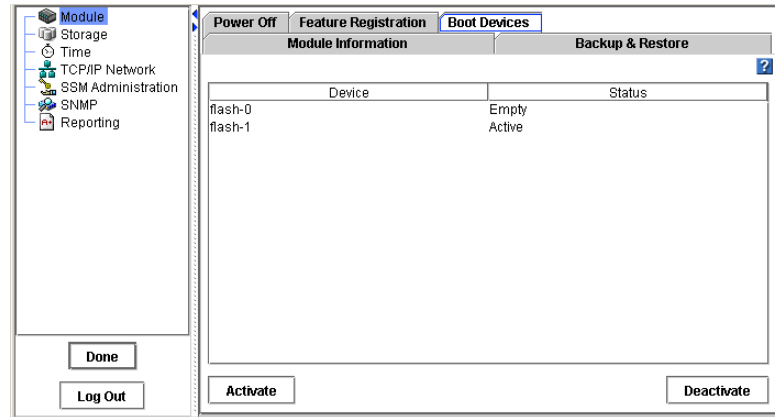 Module
Storage
Time
TCP/IP Network
SSM Administration
SNMP
Reporting
Done
Log Out
Power Off Feature Registration Boot Devices
Module Information Backup & Restore
?
Device Status
flash-0 Empty
flash-1 Active
Activate Deactivate